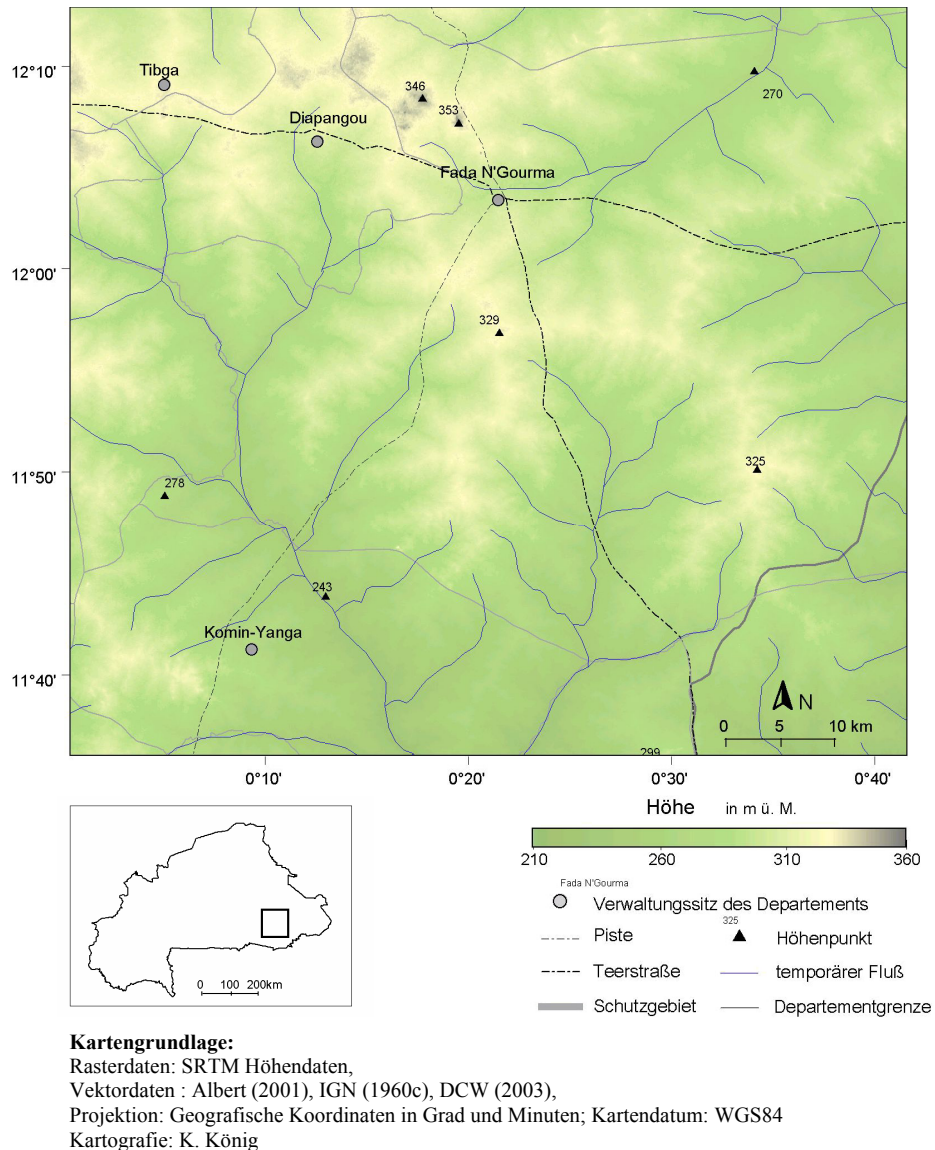 12°10'
Tibga
346
353
270
Diapangou
Fada N'Gourma
12°00'
329
11°50'
278
325
243
Komin-Yanga
11°40'
N
0 5 10 km
299
0°10' 0°20' 0°30' 0°40'
Höhe in m ü. M.
210 260 310 360
Fada N'Gourma
Verwaltungssitz des Departements
325
Piste
Höhenpunkt
Teerstraße
temporärer Fluß
Schutzgebiet
Departementgrenze
0 100 200km
Kartengrundlage:
Rasterdaten: SRTM Höhendaten,
Vektordaten : Albert (2001), IGN (1960c), DCW (2003),
Projektion: Geografische Koordinaten in Grad und Minuten; Kartendatum: WGS84
Kartografie: K. König